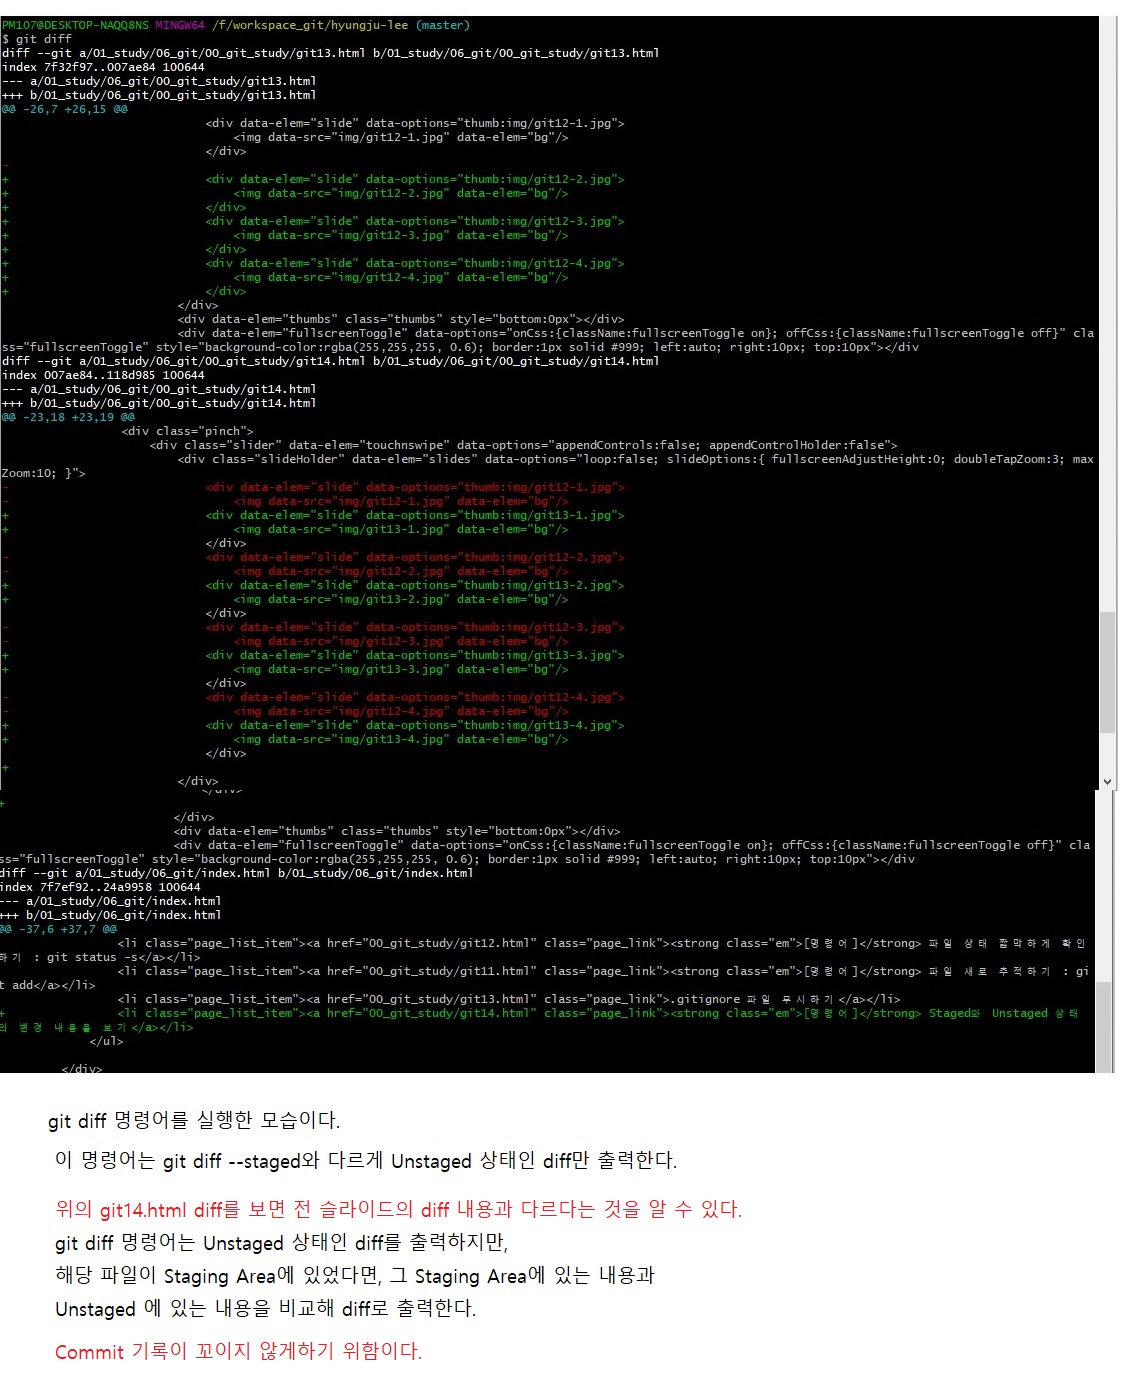 PM107@DESKTOP-NAQQ8NS MINGW64 /f/workspace_git/hyungju-lee (master)
$ git diff
diff --git a/01_study/06_git/00_git_study/git13.html b/01_study/06_git/00_git_study/git13.html
index 7f32f97..007ae84 100644
--- a/01_study/06_git/00_git_study/git13.html
+++ b/01_study/06_git/00_git_study/git13.html
@@ -26,7 +26,15 @@
<div data-elem="slide" data-options="thumb:img/git12-1.jpg">
<img data-src="img/git12-1.jpg" data-elem="bg"/>
</div>
-
+ <div data-elem="slide" data-options="thumb:img/git12-2.jpg">
+ <img data-src="img/git12-2.jpg" data-elem="bg"/>
+ </div>
+ <div data-elem="slide" data-options="thumb:img/git12-3.jpg">
+ <img data-src="img/git12-3.jpg" data-elem="bg"/>
+ </div>
+ <div data-elem="slide" data-options="thumb:img/git12-4.jpg">
+ <img data-src="img/git12-4.jpg" data-elem="bg"/>
+ </div>
</div>
<div data-elem="thumbs" class="thumbs" style="bottom:0px"></div>
<div data-elem="fullscreenToggle" data-options="onCss:{className:fullscreenToggle on}; offCss:{className:fullscreenToggle off}" cla
ss="fullscreenToggle" style="background-color:rgba(255,255,255, 0.6); border:1px solid #999; left:auto; right:10px; top:10px"></div
diff --git a/01_study/06_git/00_git_study/git14.html b/01_study/06_git/00_git_study/git14.html
index 007ae84..118d985 100644
--- a/01_study/06_git/00_git_study/git14.html
+++ b/01_study/06_git/00_git_study/git14.html
@@ -23,18 +23,19 @@
<div class="pinch">
<div class="slider" data-elem="touchnswipe" data-options="appendControls:false; appendControlHolder:false">
<div class="slideHolder" data-elem="slides" data-options="loop:false; slideOptions:{ fullscreenAdjustHeight:0; doubleTapZoom:3; max
Zoom:10; }">
- <div data-elem="slide" data-options="thumb:img/git12-1.jpg">
- <img data-src="img/git12-1.jpg" data-elem="bg"/>
+ <div data-elem="slide" data-options="thumb:img/git13-1.jpg">
+ <img data-src="img/git13-1.jpg" data-elem="bg"/>
</div>
- <div data-elem="slide" data-options="thumb:img/git12-2.jpg">
- <img data-src="img/git12-2.jpg" data-elem="bg"/>
+ <div data-elem="slide" data-options="thumb:img/git13-2.jpg">
+ <img data-src="img/git13-2.jpg" data-elem="bg"/>
</div>
- <div data-elem="slide" data-options="thumb:img/git12-3.jpg">
- <img data-src="img/git12-3.jpg" data-elem="bg"/>
+ <div data-elem="slide" data-options="thumb:img/git13-3.jpg">
+ <img data-src="img/git13-3.jpg" data-elem="bg"/>
</div>
- <div data-elem="slide" data-options="thumb:img/git12-4.jpg">
- <img data-src="img/git12-4.jpg" data-elem="bg"/>
+ <div data-elem="slide" data-options="thumb:img/git13-4.jpg">
+ <img data-src="img/git13-4.jpg" data-elem="bg"/>
</div>
+
</div>
+
</div>
<div data-elem="thumbs" class="thumbs" style="bottom:0px"></div>
<div data-elem="fullscreenToggle" data-options="onCss:{className:fullscreenToggle on}; offCss:{className:fullscreenToggle off}" cla
ss="fullscreenToggle" style="background-color:rgba(255,255,255, 0.6); border:1px solid #999; left:auto; right:10px; top:10px"></div
diff --git a/01_study/06_git/index.html b/01_study/06_git/index.html
index 7f7ef92..24a9958 100644
--- a/01_study/06_git/index.html
+++ b/01_study/06_git/index.html
@@ -37,6 +37,7 @@
<li class="page_list_item"><a href="00_git_study/git12.html" class="page_link"><strong class="em">[명령어]</strong> 파일 상태 짧막하게 확인
하기 : git status -s</a></li>
<li class="page_list_item"><a href="00_git_study/git11.html" class="page_link"><strong class="em">[명령어]</strong> 파일 새로 추적하기 : gi
t add</a></li>
<li class="page_list_item"><a href="00_git_study/git13.html" class="page_link">.gitignore 파일 무시하기</a></li>
+ <li class="page_list_item"><a href="00_git_study/git14.html" class="page_link"><strong class="em">[명령어]</strong> Staged와 Unstaged 상태
의 변경 내용을 보기</a></li>
</ul>
</div>
git diff 명령어를 실행한 모습이다.
이 명령어는 git diff --staged와 다르게 Unstaged 상태인 diff만 출력한다.
위의 git14.html diff를 보면 전 슬라이드의 diff 내용과 다르다는 것을 알 수 있다.
git diff 명령어는 Unstaged 상태인 diff를 출력하지만,
해당 파일이 Staging Area에 있었다면, 그 Staging Area에 있는 내용과
Unstaged 에 있는 내용을 비교해 diff로 출력한다.
Commit 기록이 꼬이지 않게하기 위함이다.